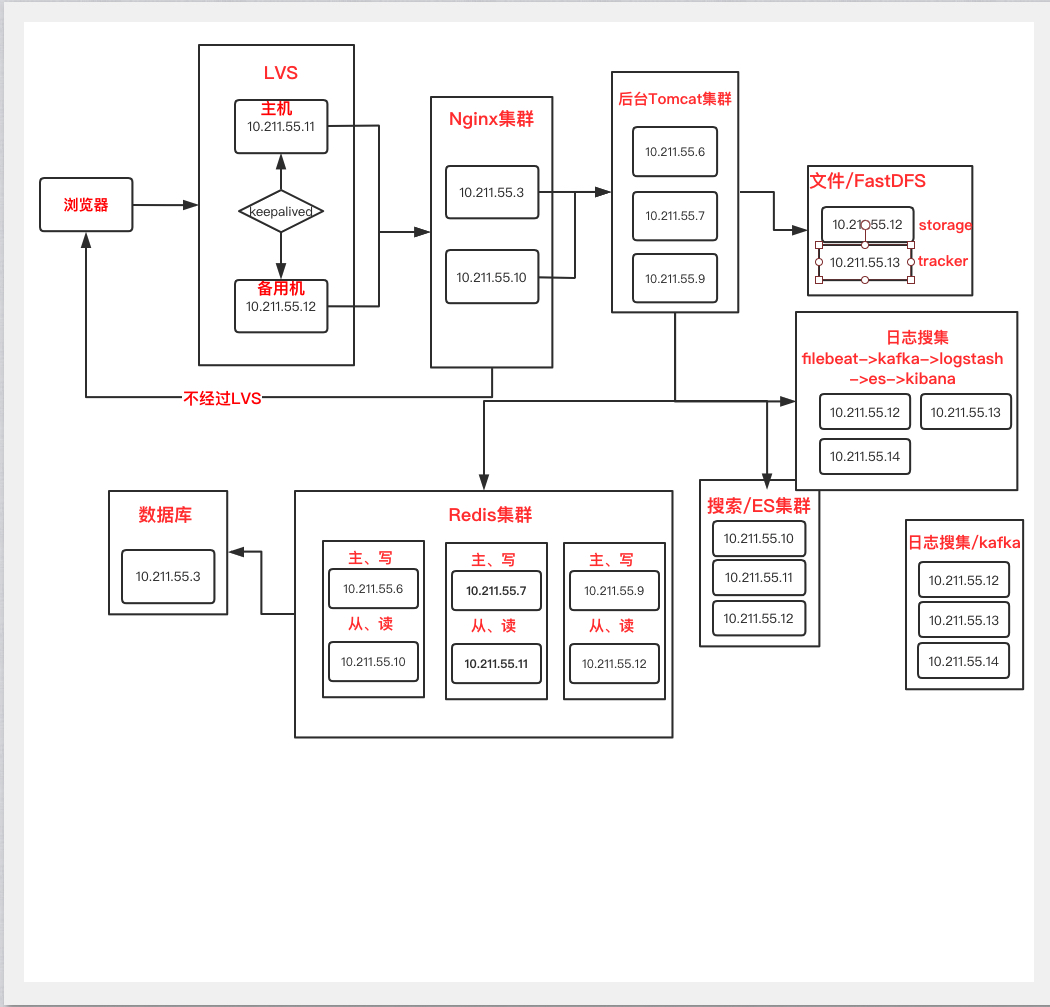 浏览器
LVS
主机
10.211.55.11
keepalived
备用机
10.211.55.12
不经过LVS
Nginx集群
10.211.55.3
10.211.55.10
后台Tomcat集群
10.211.55.6
10.211.55.7
10.211.55.9
文件/FastDFS
10.211.55.12
storage
10.211.55.13
tracker
日志搜集
filebeat->kafka->logstash
->es->kibana
10.211.55.12
10.211.55.13
10.211.55.14
数据库
10.211.55.3
Redis集群
主、写
10.211.55.6
从、读
10.211.55.10
主、写
10.211.55.7
从、读
10.211.55.11
主、写
10.211.55.9
从、读
10.211.55.12
搜索/ES集群
10.211.55.10
10.211.55.11
10.211.55.12
日志搜集/kafka
10.211.55.12
10.211.55.13
10.211.55.14